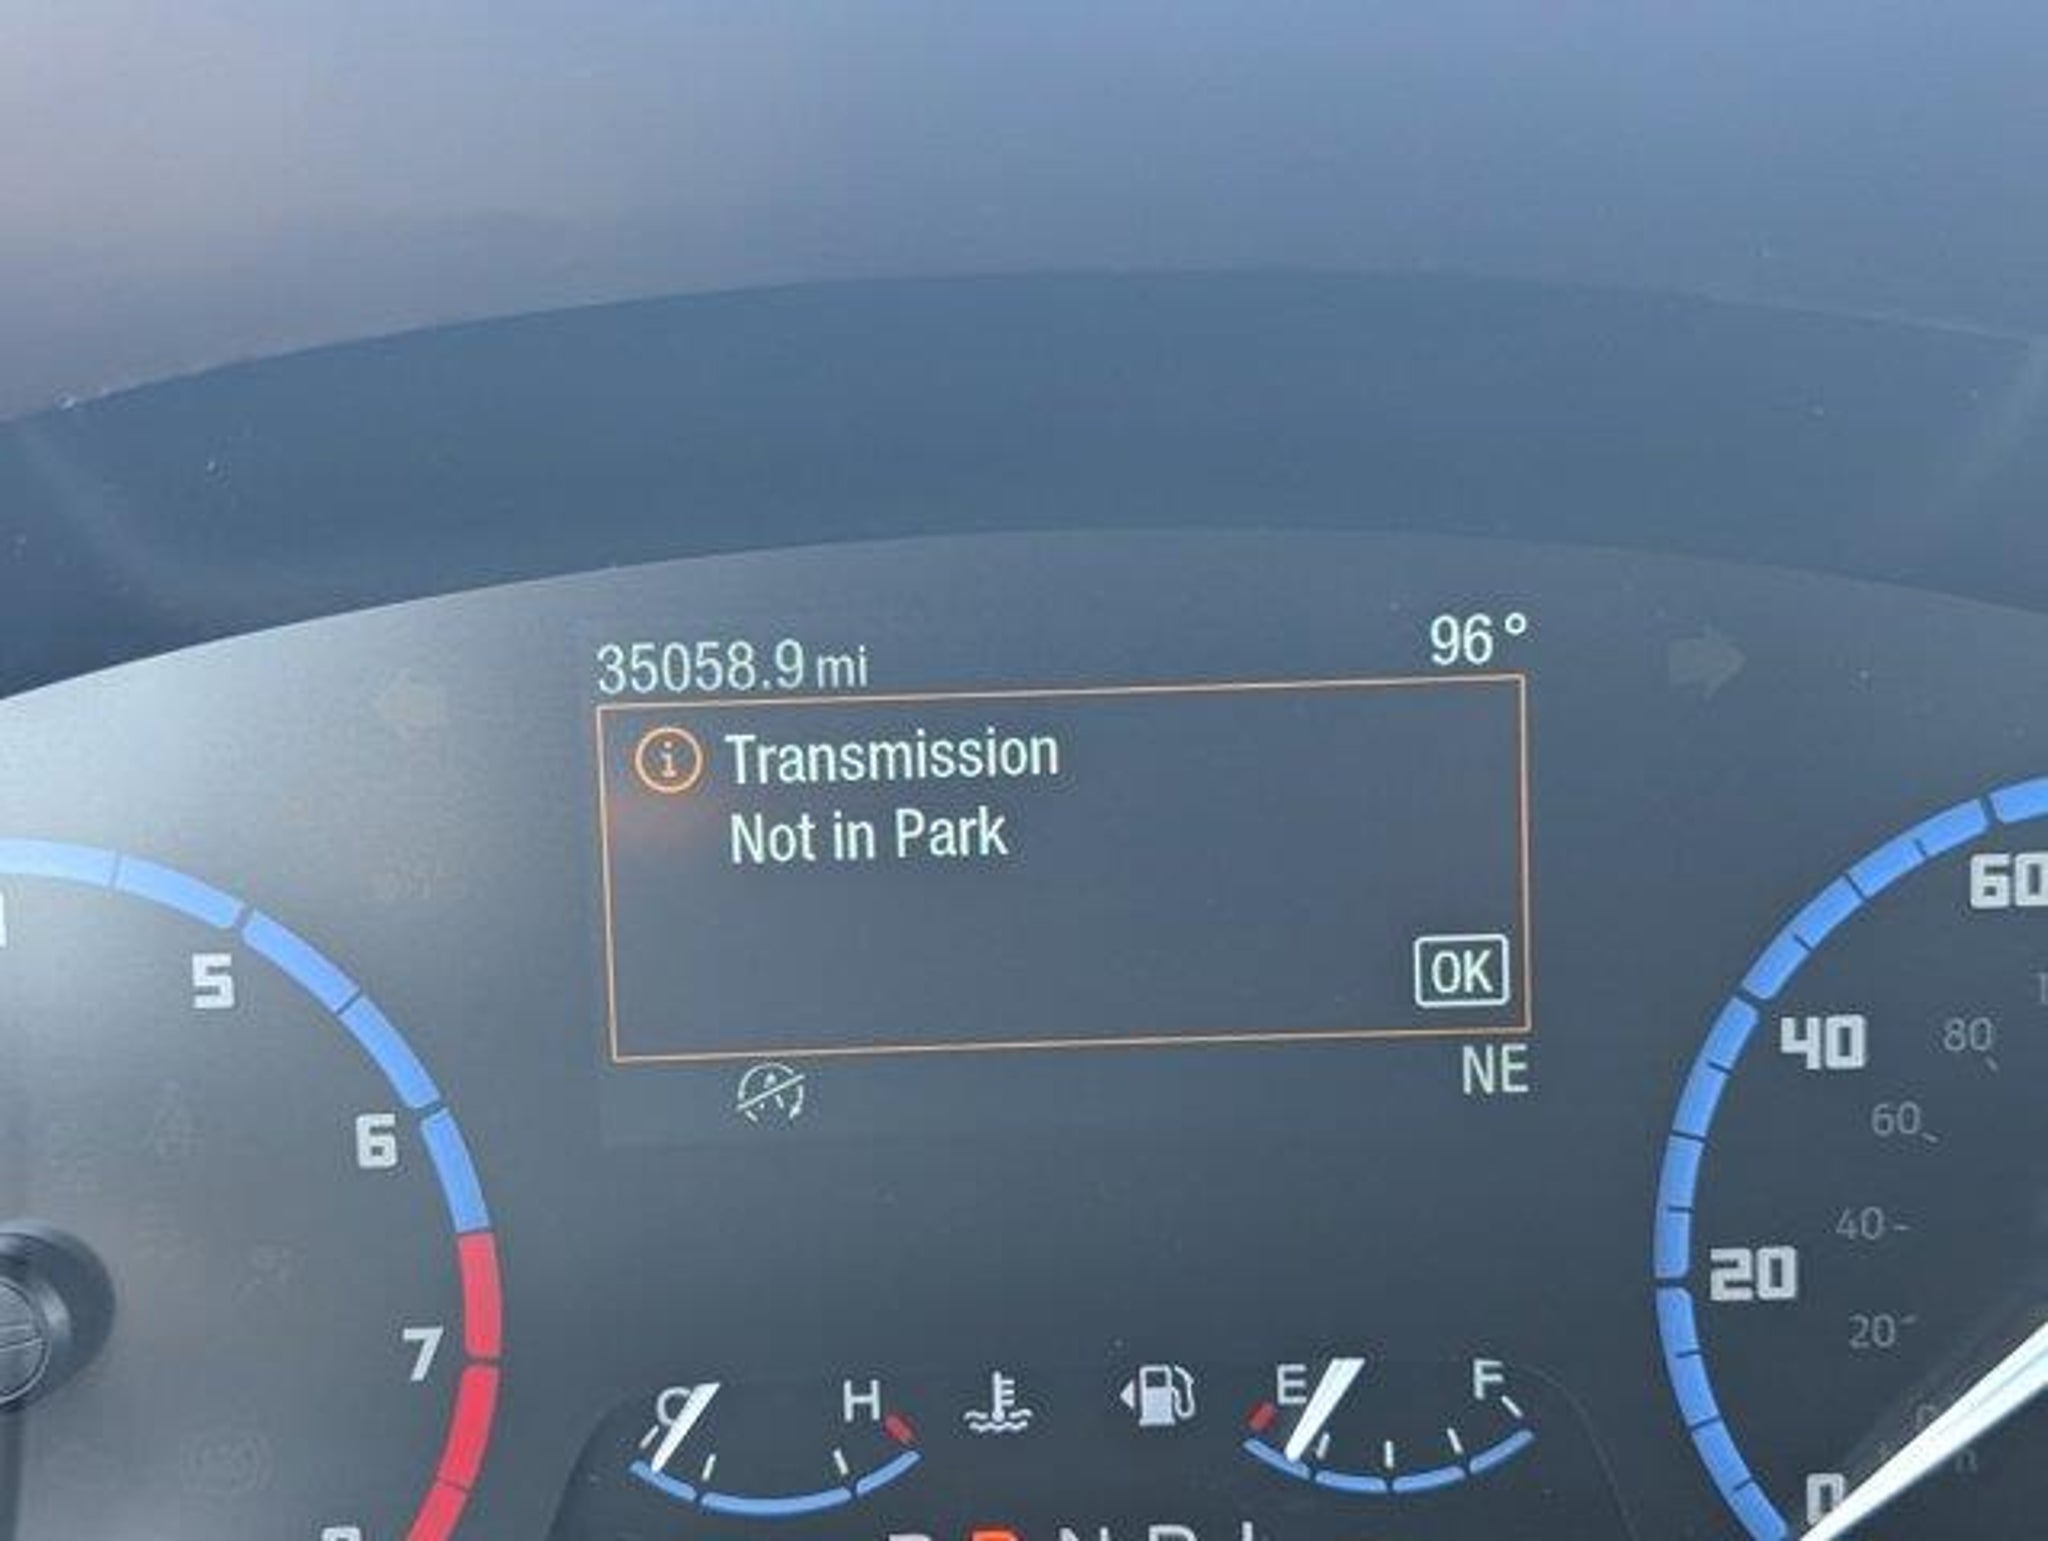 35058.9 mi
96°
Transmission
Not in Park
OK
NE
5
6
7
60
40
20
0
80
60
40
20
C
H
E
F